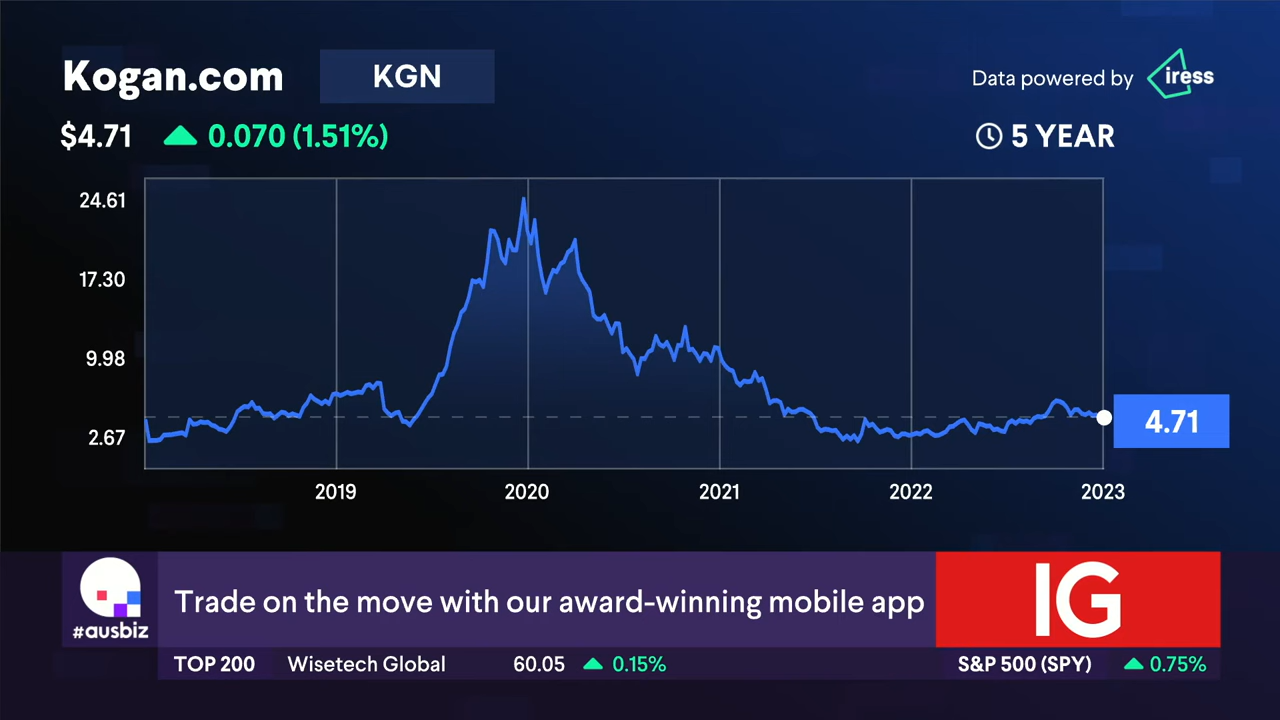 Kogan.com KGN
Data powered by iress
$4.71 0.070 (1.51%)
5 YEAR
24.61
17.30
9.98
2.67
4.71
2019 2020 2021 2022 2023
#ausbiz
Trade on the move with our award-winning mobile app
IG
TOP 200 Wisetech Global 60.05 0.15% S&P 500 (SPY) 0.75%